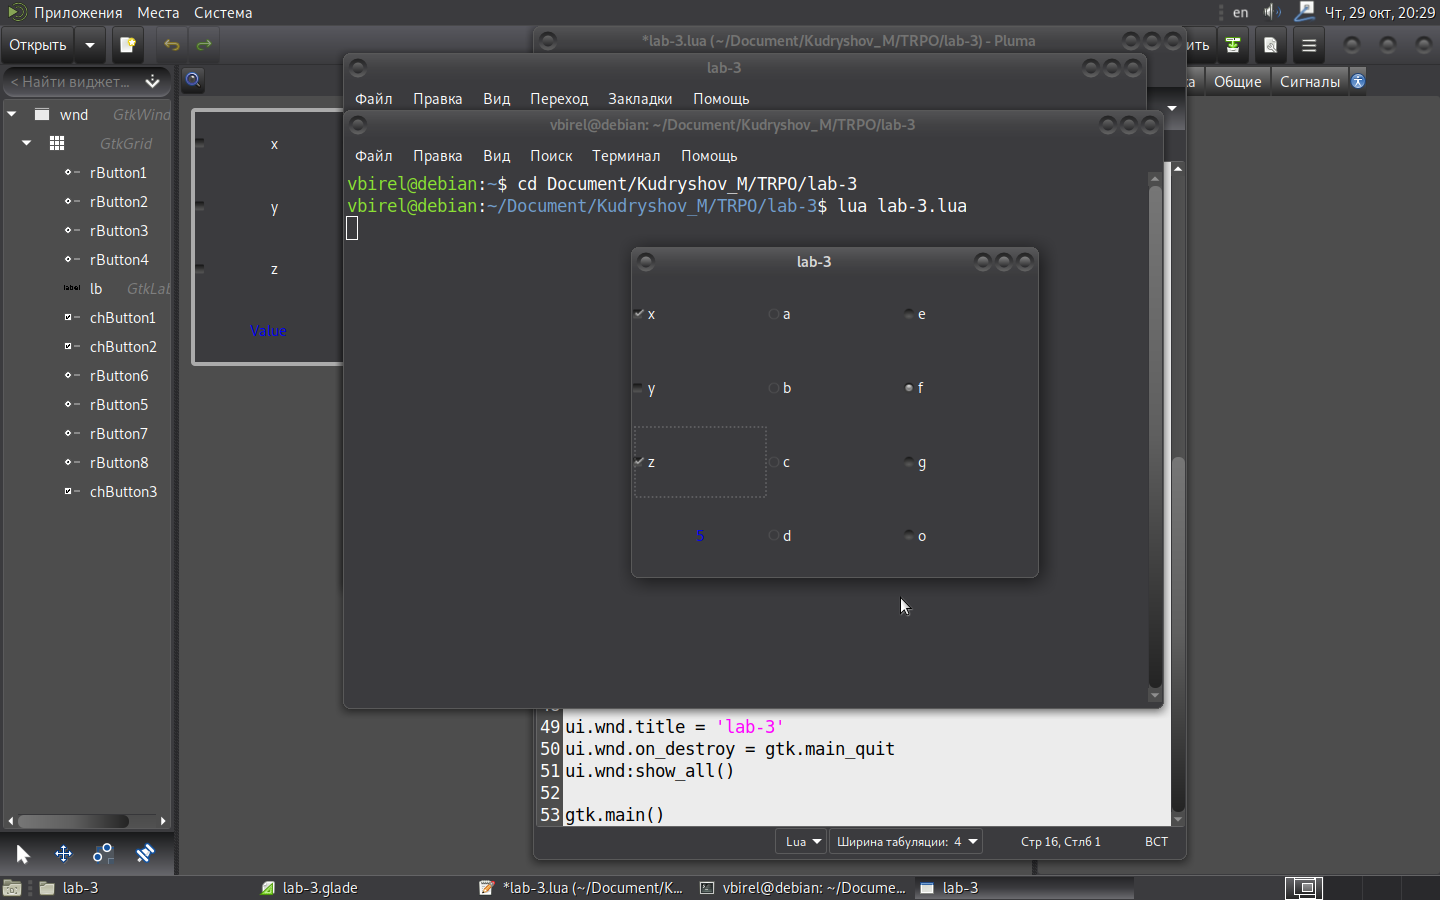 Приложения Места Система en Чт, 29 окт, 20:29
Открыть
*lab-3.lua (~/Document/Kudryshov_M/TRPO/lab-3) - Pluma
ить
< Найти виджет...
ка Общие Сигналы
wnd GtkWind
GtkGrid
rButton1
rButton2
rButton3
rButton4
lb GtkLab
chButton1
chButton2
rButton6
rButton5
rButton7
rButton8
chButton3
x
y
z
Value
lab-3
Файл Правка Вид Переход Закладки Помощь
vbirel@debian: ~/Document/Kudryshov_M/TRPO/lab-3
Файл Правка Вид Поиск Терминал Помощь
vbirel@debian:~$ cd Document/Kudryshov_M/TRPO/lab-3
vbirel@debian:~/Document/Kudryshov_M/TRPO/lab-3$ lua lab-3.lua
lab-3
x a e
y b f
z c g
5 d o
49 ui.wnd.title = 'lab-3'
50 ui.wnd.on_destroy = gtk.main_quit
51 ui.wnd:show_all()
52
53 gtk.main()
Lua Ширина табуляции: 4 Стр 16, Стлб 1 ВСТ
lab-3 lab-3.glade *lab-3.lua (~/Document/K... vbirel@debian: ~/Docume... lab-3